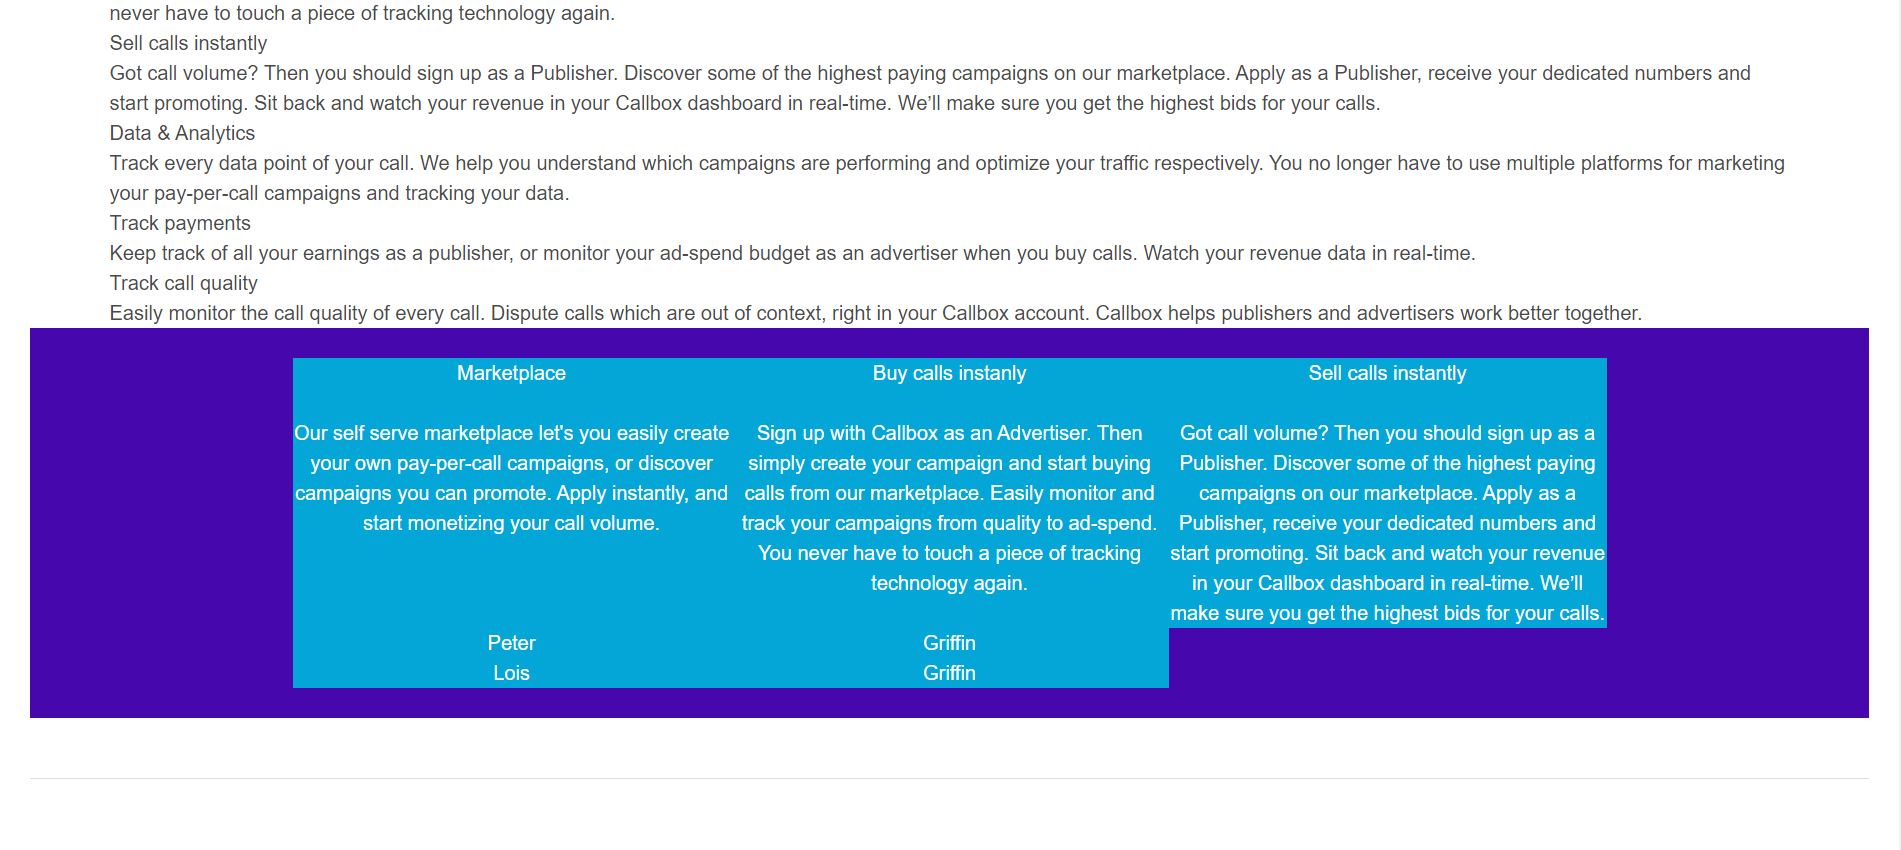 never have to touch a piece of tracking technology again.
Sell calls instantly
Got call volume? Then you should sign up as a Publisher. Discover some of the highest paying campaigns on our marketplace. Apply as a Publisher, receive your dedicated numbers and
start promoting. Sit back and watch your revenue in your Callbox dashboard in real-time. We’ll make sure you get the highest bids for your calls.
Data & Analytics
Track every data point of your call. We help you understand which campaigns are performing and optimize your traffic respectively. You no longer have to use multiple platforms for marketing
your pay-per-call campaigns and tracking your data.
Track payments
Keep track of all your earnings as a publisher, or monitor your ad-spend budget as an advertiser when you buy calls. Watch your revenue data in real-time.
Track call quality
Easily monitor the call quality of every call. Dispute calls which are out of context, right in your Callbox account. Callbox helps publishers and advertisers work better together.
Marketplace
Our self serve marketplace let's you easily create
your own pay-per-call campaigns, or discover
campaigns you can promote. Apply instantly, and
start monetizing your call volume.
Buy calls instanly
Sign up with Callbox as an Advertiser. Then
simply create your campaign and start buying
calls from our marketplace. Easily monitor and
track your campaigns from quality to ad-spend.
You never have to touch a piece of tracking
technology again.
Sell calls instantly
Got call volume? Then you should sign up as a
Publisher. Discover some of the highest paying
campaigns on our marketplace. Apply as a
Publisher, receive your dedicated numbers and
start promoting. Sit back and watch your revenue
in your Callbox dashboard in real-time. We’ll
make sure you get the highest bids for your calls.
Peter
Griffin
Lois
Griffin